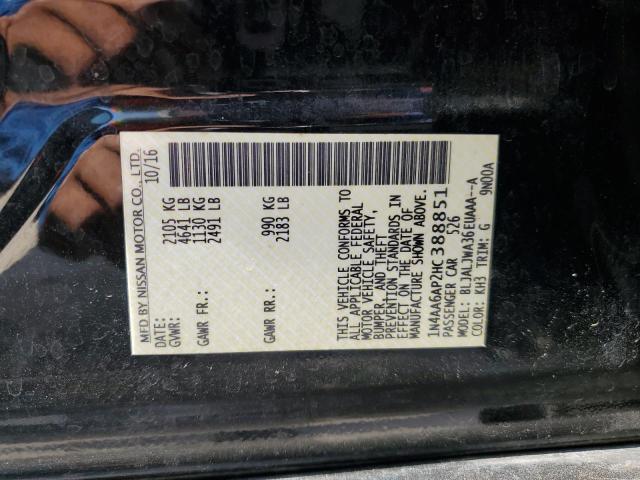 MFD BY NISSAN MOTOR CO., LTD.
10/16
GVWR: 2105 KG
4641 LB
GAWR FR.: 1130 KG
2491 LB
GAWR RR.: 990 KG
2183 LB
THIS VEHICLE CONFORMS TO
ALL APPLICABLE FEDERAL
MOTOR VEHICLE SAFETY,
BUMPER, AND THEFT
PREVENTION STANDARDS IN
EFFECT ON THE DATE OF
MANUFACTURE SHOWN ABOVE.
1N4AA6AP2HC388851
PASSENGER CAR 526
MODEL: BLJALJWA36EUAAA--A
COLOR: KH3 TRIM: G 9N00A